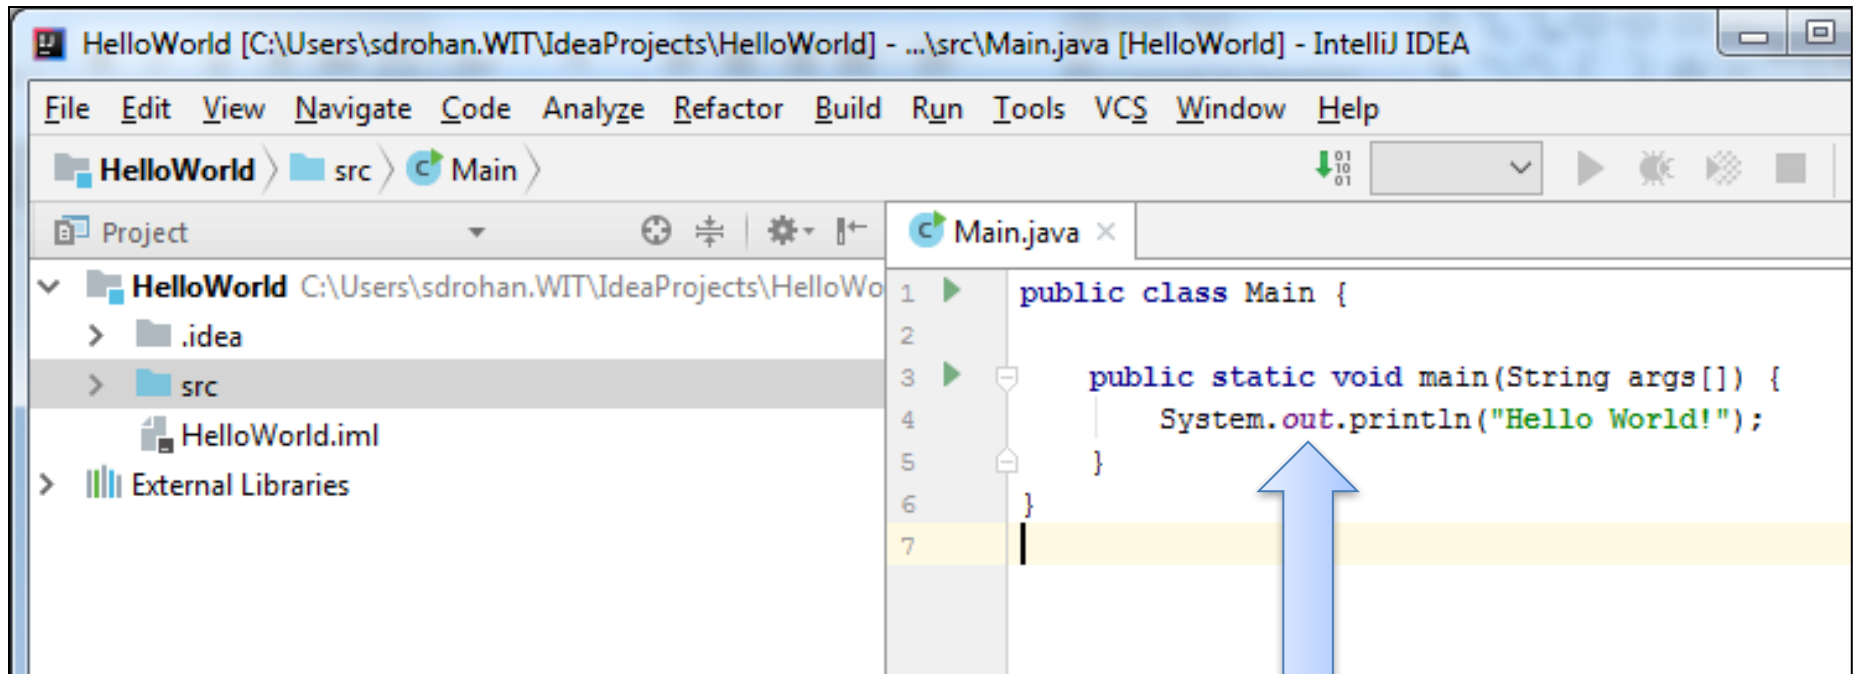 HelloWorld [C:\Users\sdrohan.WIT\IdeaProjects\HelloWorld] - ...\src\Main.java [HelloWorld] - IntelliJ IDEA
File Edit View Navigate Code Analyze Refactor Build Run Tools VCS Window Help
HelloWorld src Main
Project
HelloWorld C:\Users\sdrohan.WIT\IdeaProjects\HelloWo
.idea
src
HelloWorld.iml
External Libraries
Main.java
1 public class Main {
2
3 public static void main(String args[]) {
4 System.out.println("Hello World!");
5 }
6 }
7